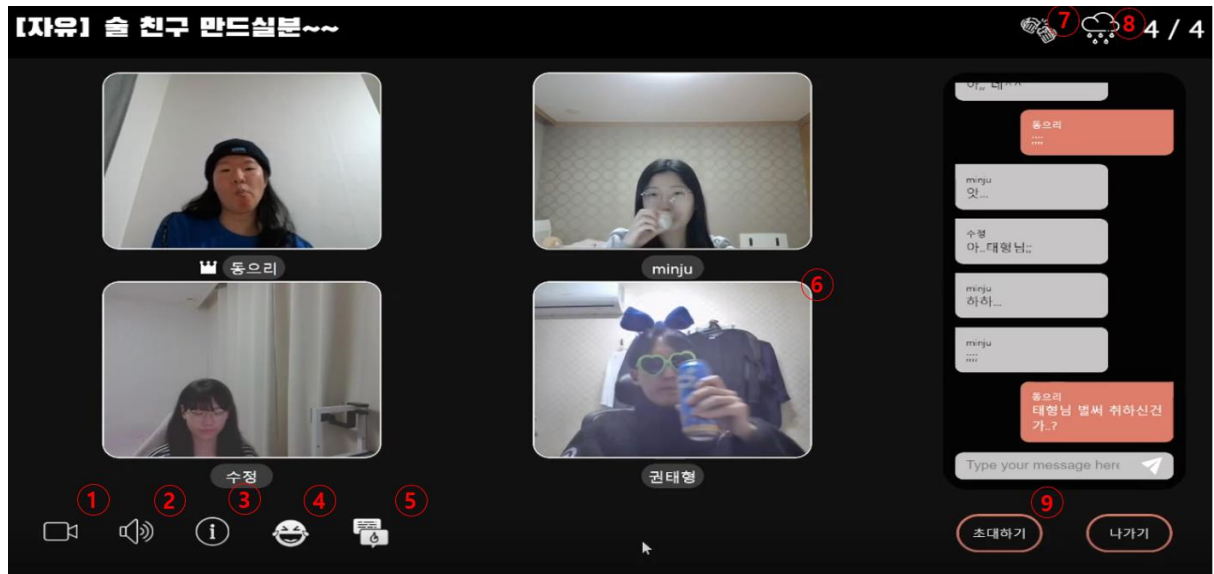 [자유] 술 친구 만드실분~~
7
8
4 / 4
아,, 네^^
동으리
;;;;
minju
앗...
수정
아..태형님;;
minju
하하...
minju
;;;;
동으리
태형님 벌써 취하신건
가..?
Type your message here
동으리
minju
6
수정
권태형
1
2
3
4
5
9
초대하기
나가기